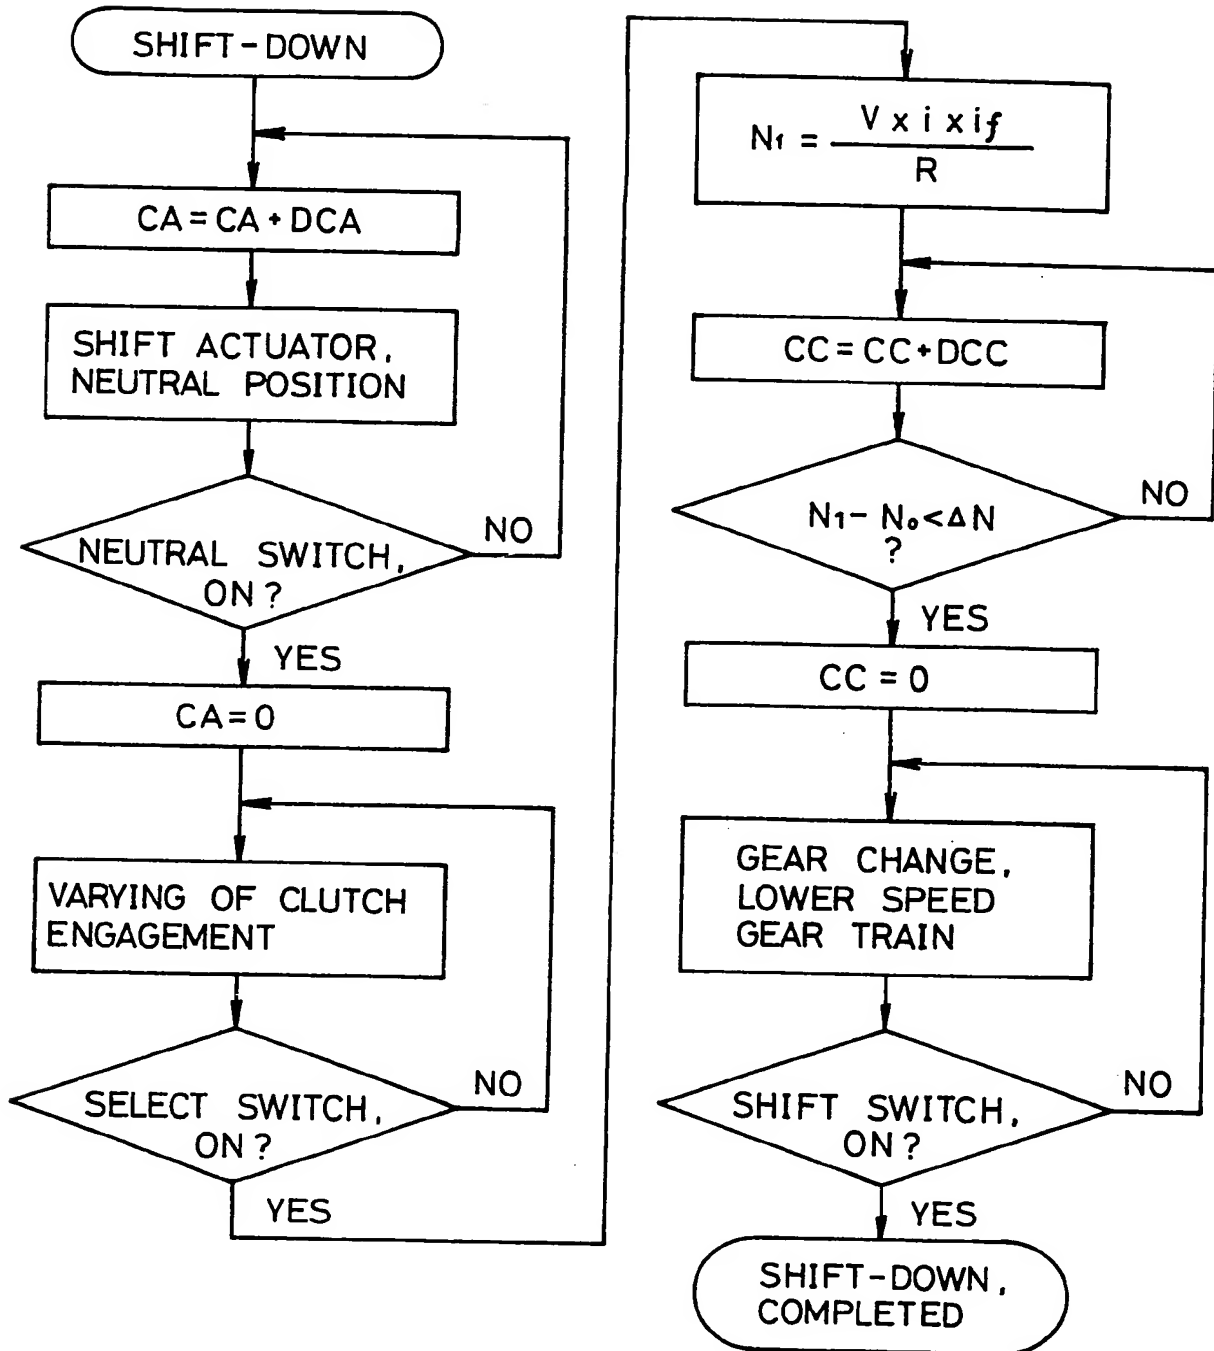 SHIFT-DOWN
CA = CA + DCA
SHIFT ACTUATOR,
NEUTRAL POSITION
NEUTRAL SWITCH,
ON?
NO
YES
CA = 0
VARYING OF CLUTCH
ENGAGEMENT
SELECT SWITCH,
ON?
NO
YES
N₁ = V x i x if
R
CC = CC + DCC
N₁ - N₀ < ΔN
?
NO
YES
CC = 0
GEAR CHANGE,
LOWER SPEED
GEAR TRAIN
SHIFT SWITCH,
ON?
NO
YES
SHIFT-DOWN,
COMPLETED